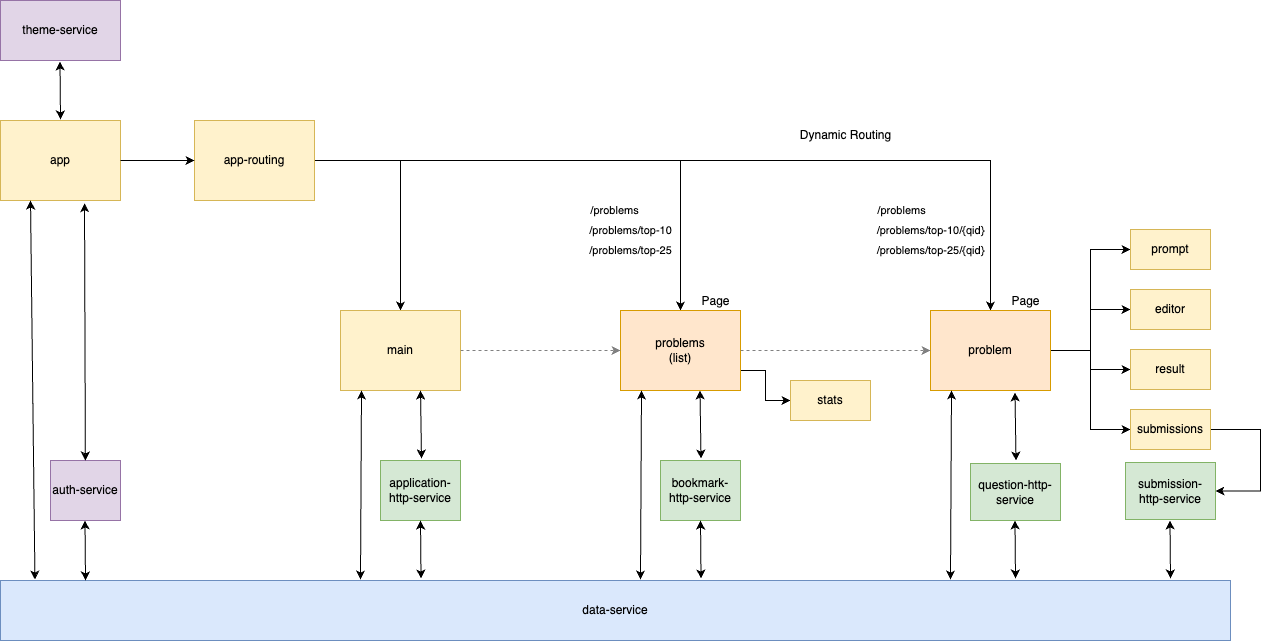 theme-service
app
app-routing
Dynamic Routing
/problems
/problems/top-10
/problems/top-25
/problems
/problems/top-10/{qid}
/problems/top-25/{qid}
Page
Page
main
problems
(list)
problem
stats
prompt
editor
result
submissions
auth-service
application-
http-service
bookmark-
http-service
question-http-
service
submission-
http-service
data-service